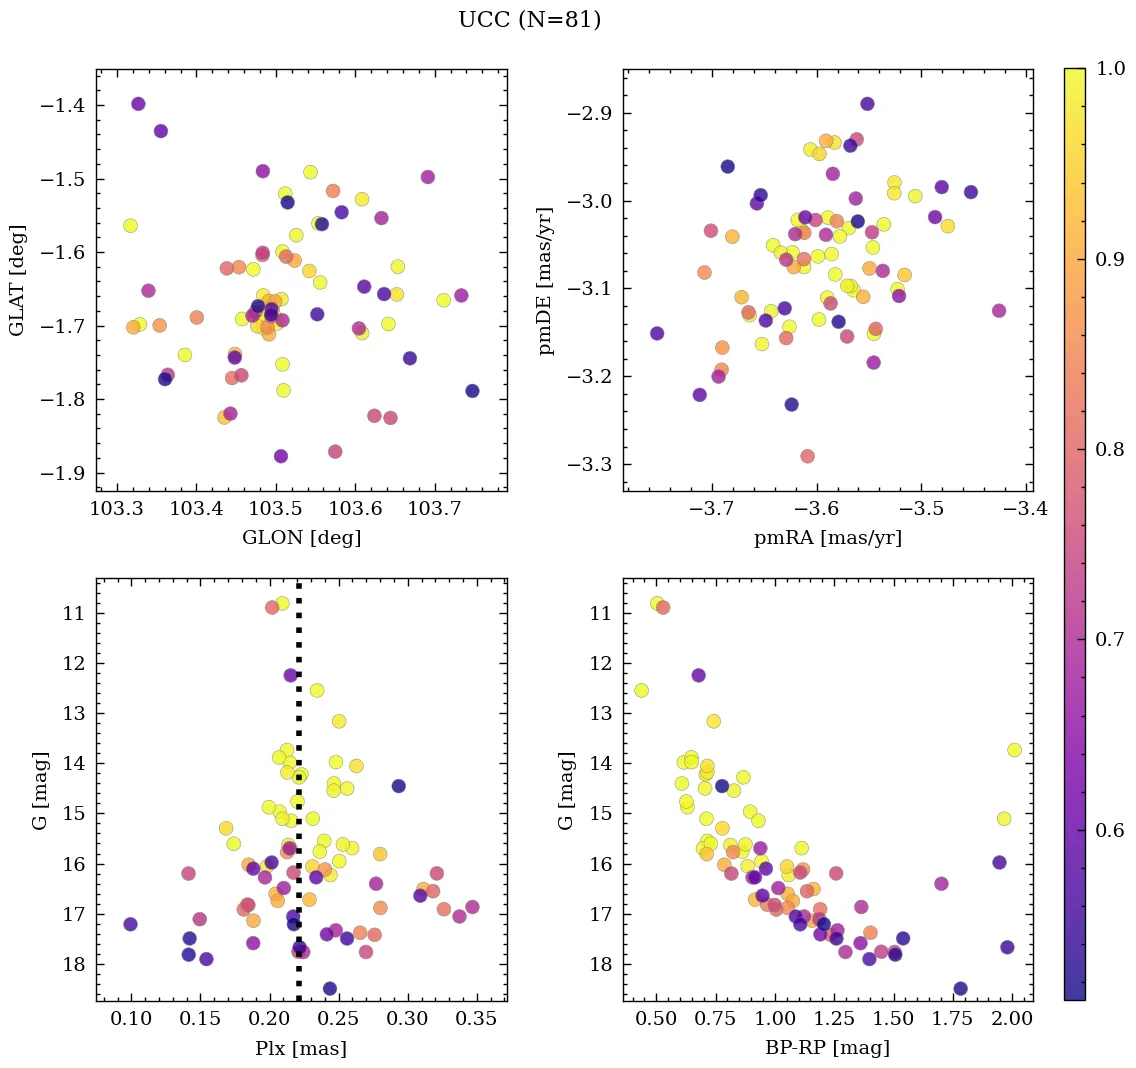 UCC (N=81)
−1.4
−1.5
−1.6
−1.7
−1.8
−1.9
GLAT [deg]
103.3 103.4 103.5 103.6 103.7
GLON [deg]
−2.9
−3.0
−3.1
−3.2
−3.3
pmDE [mas/yr]
−3.7 −3.6 −3.5 −3.4
pmRA [mas/yr]
11
12
13
14
15
16
17
18
G [mag]
0.10 0.15 0.20 0.25 0.30 0.35
Plx [mas]
11
12
13
14
15
16
17
18
G [mag]
0.50 0.75 1.00 1.25 1.50 1.75 2.00
BP-RP [mag]
1.0
0.9
0.8
0.7
0.6